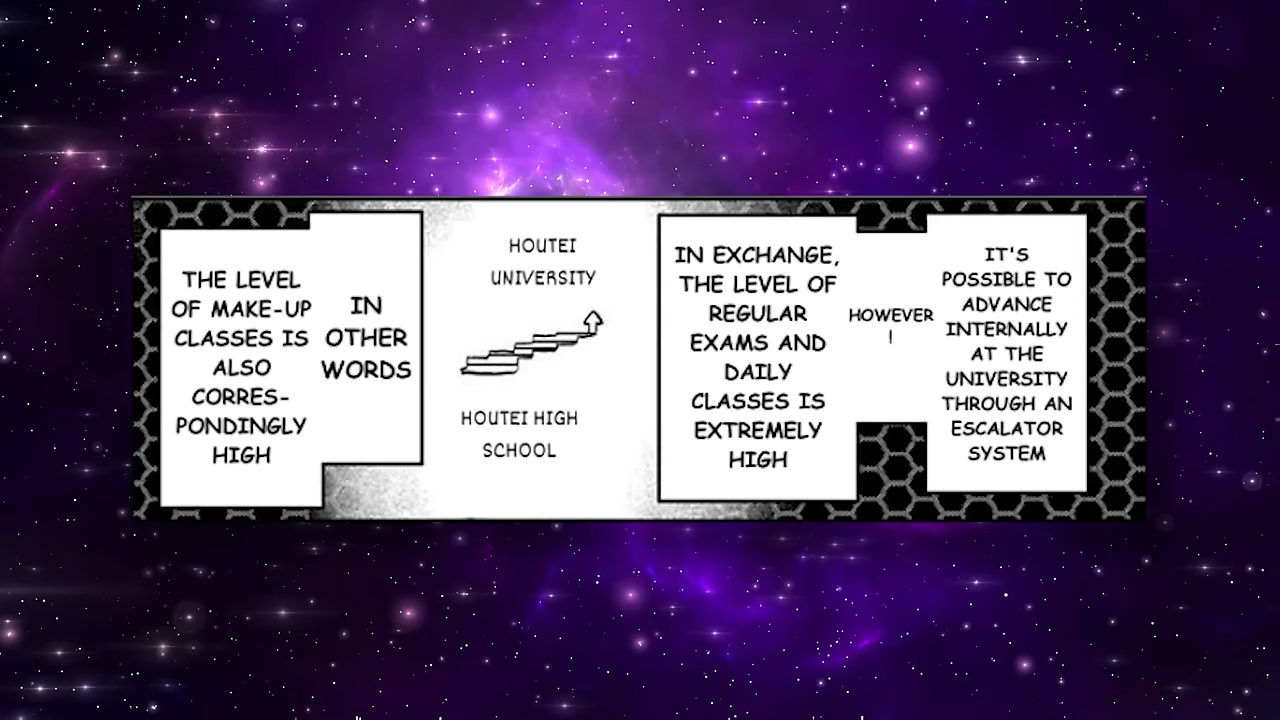 IT'S
POSSIBLE TO
ADVANCE
INTERNALLY
AT THE
UNIVERSITY
THROUGH AN
ESCALATOR
SYSTEM
HOWEVER
!
IN EXCHANGE,
THE LEVEL OF
REGULAR
EXAMS AND
DAILY
CLASSES IS
EXTREMELY
HIGH
HOUTEI
UNIVERSITY
HOUTEI HIGH
SCHOOL
IN
OTHER
WORDS
THE LEVEL
OF MAKE-UP
CLASSES IS
ALSO
CORRES-
PONDINGLY
HIGH